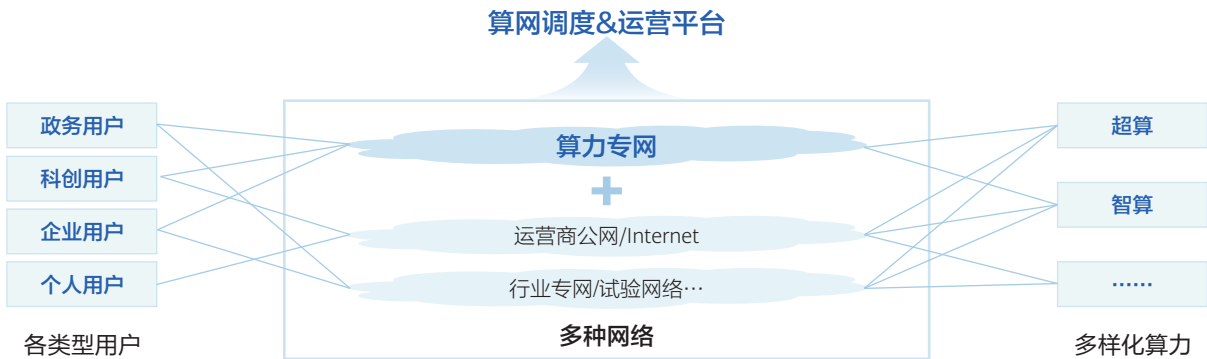 算网调度&运营平台
政务用户
科创用户
企业用户
个人用户
各类型用户
算力专网
运营商公网/Internet
行业专网/试验网络…
多种网络
超算
智算
……
多样化算力